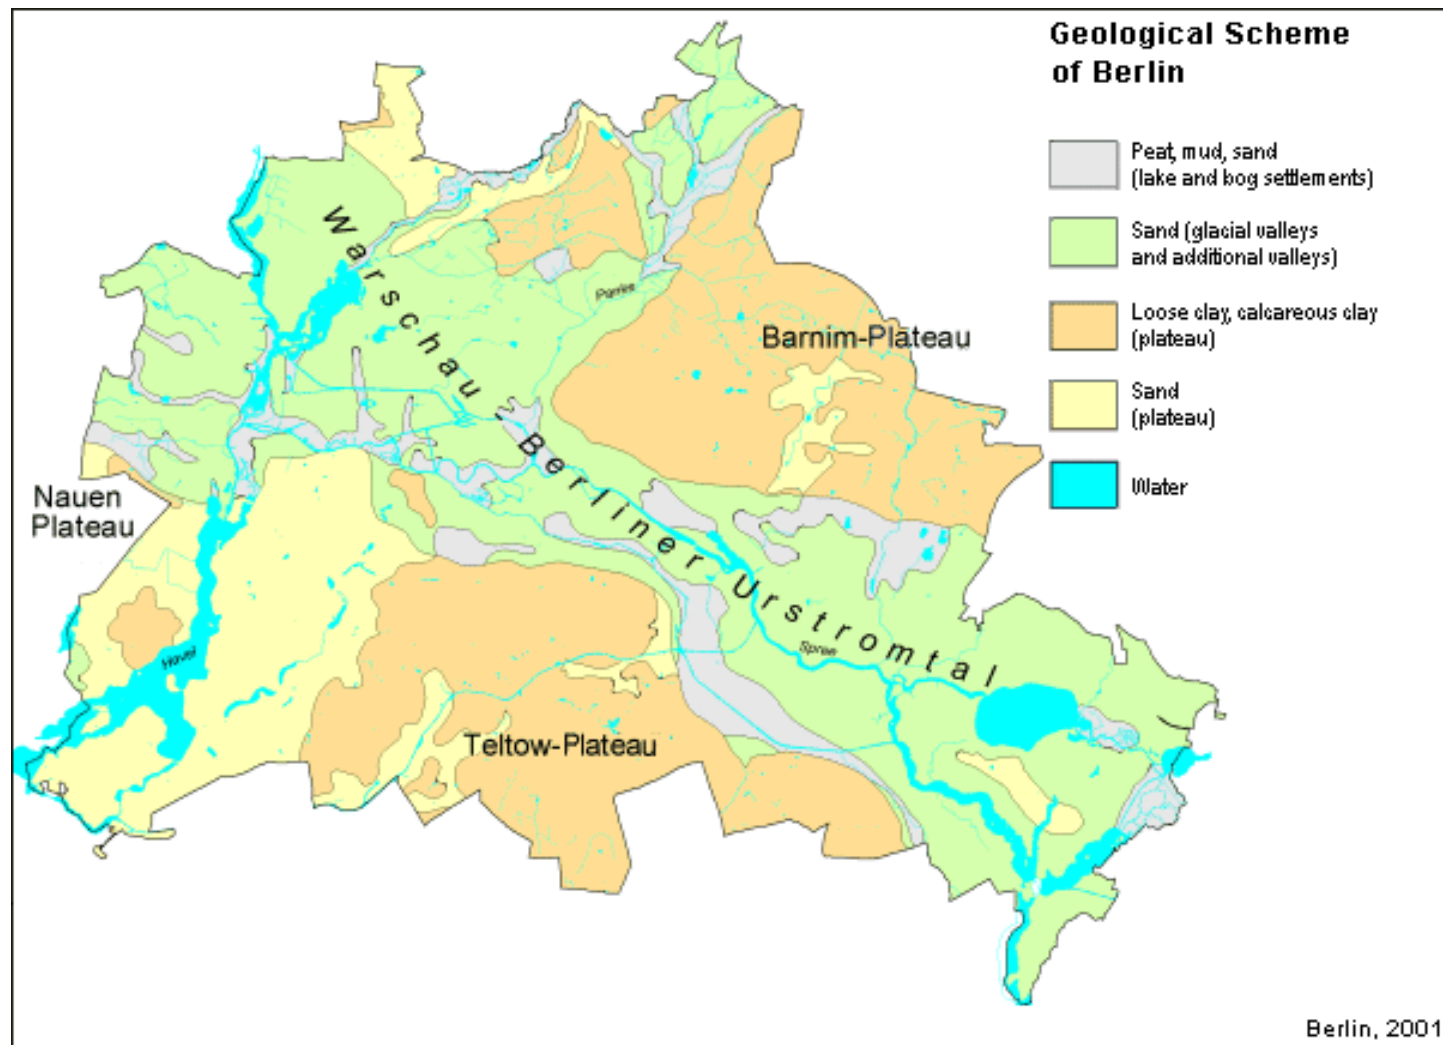 Geological Scheme
of Berlin
Peat, mud, sand
(lake and bog settlements)
Sand (glacial valleys
and additional valleys)
Loose clay, calcareous clay
(plateau)
Sand
(plateau)
Water
Warschau - Berliner Urstromtal
Panke
Barnim-Plateau
Nauen
Plateau
Havel
Spree
Teltow-Plateau
Berlin, 2001